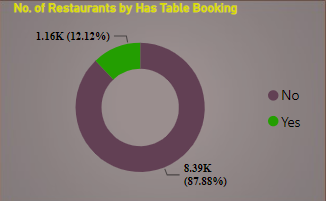 No. of Restaurants by Has Table Booking
1.16K (12.12%)
No
Yes
8.39K
(87.88%)